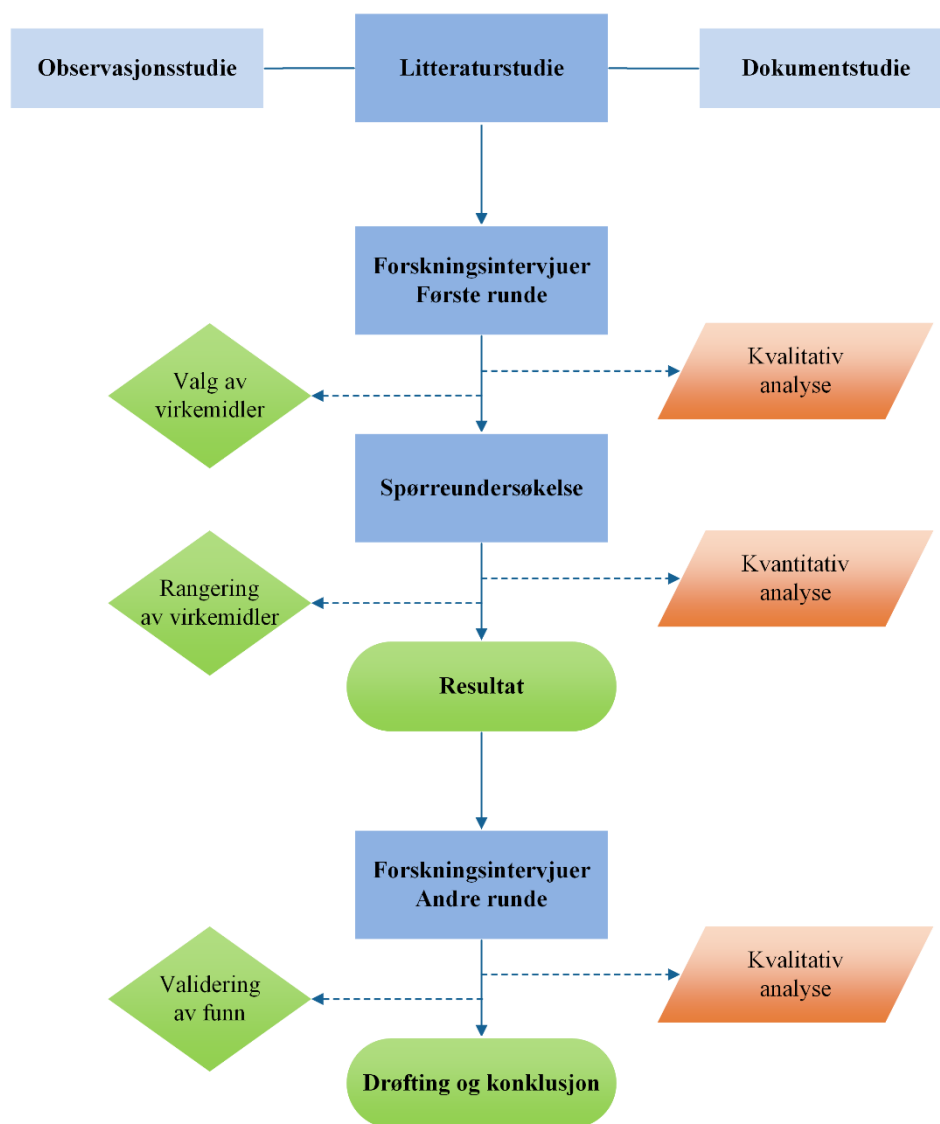 Observasjonsstudie
Litteraturstudie
Dokumentstudie
Forskningsintervjuer
Første runde
Valg av
virkemidler
Kvalitativ
analyse
Spørreundersøkelse
Rangering
av virkemidler
Kvantitativ
analyse
Resultat
Forskningsintervjuer
Andre runde
Validering
av funn
Kvalitativ
analyse
Drøfting og konklusjon